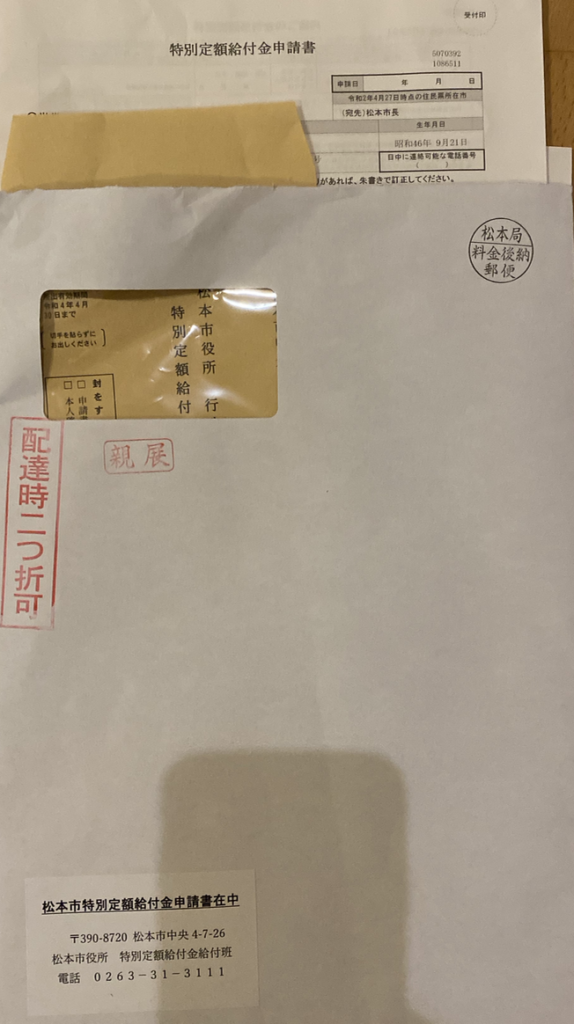 受付印
特別定額給付金申請書
5070392
1086511
申請日 年 月 日
令和2年4月27日時点の住民票所在市
(宛先)松本市長
生年月日
昭和46年 9月21日
日中に連絡可能な電話番号
( )
があれば、朱書きで訂正してください。
松本局
料金後納
郵便
有効期間
令和4年4月
日まで
切手を貼らずに
お出しください
松本市役所 行
特別定額給付
封をす
□申請書
□本人
配達時二つ折可
親展
松本市特別定額給付金申請書在中
〒390-8720 松本市中央4-7-26
松本市役所 特別定額給付金給付班
電話 0263-31-3111